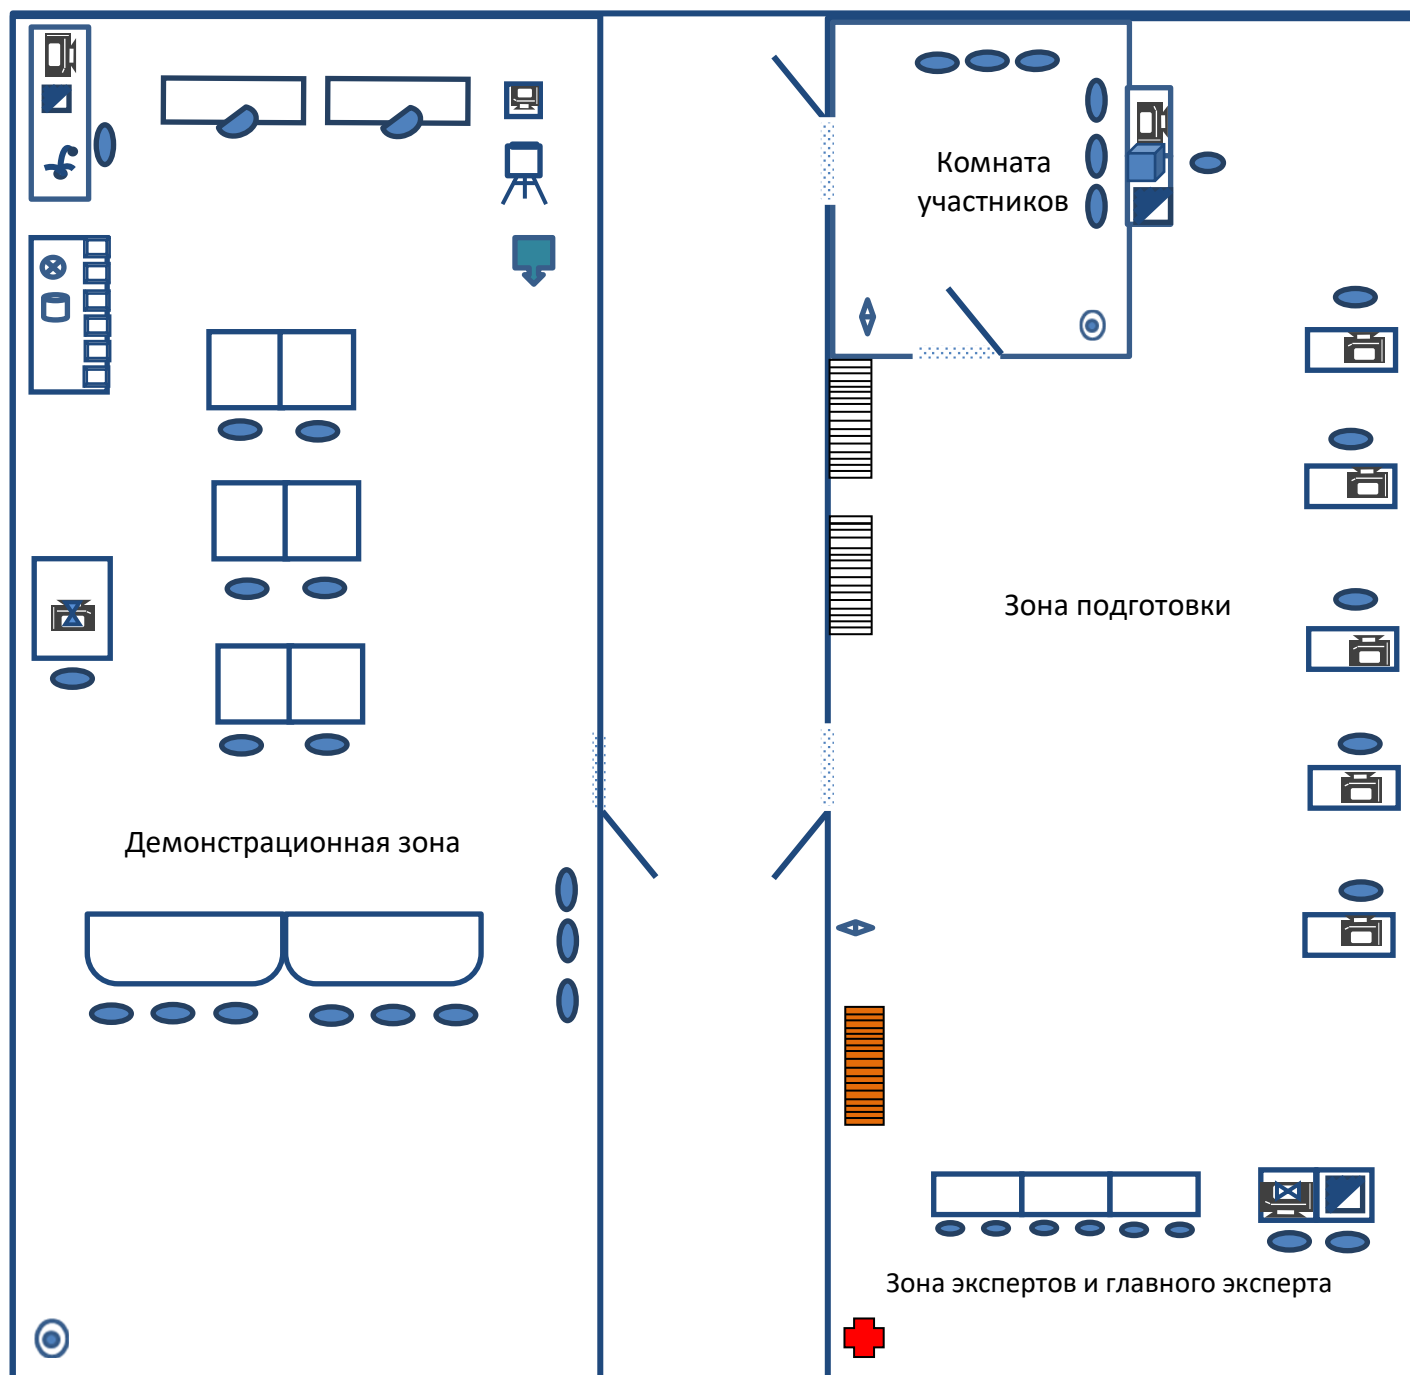 Комната
участников
Зона подготовки
Демонстрационная зона
Зона экспертов и главного эксперта